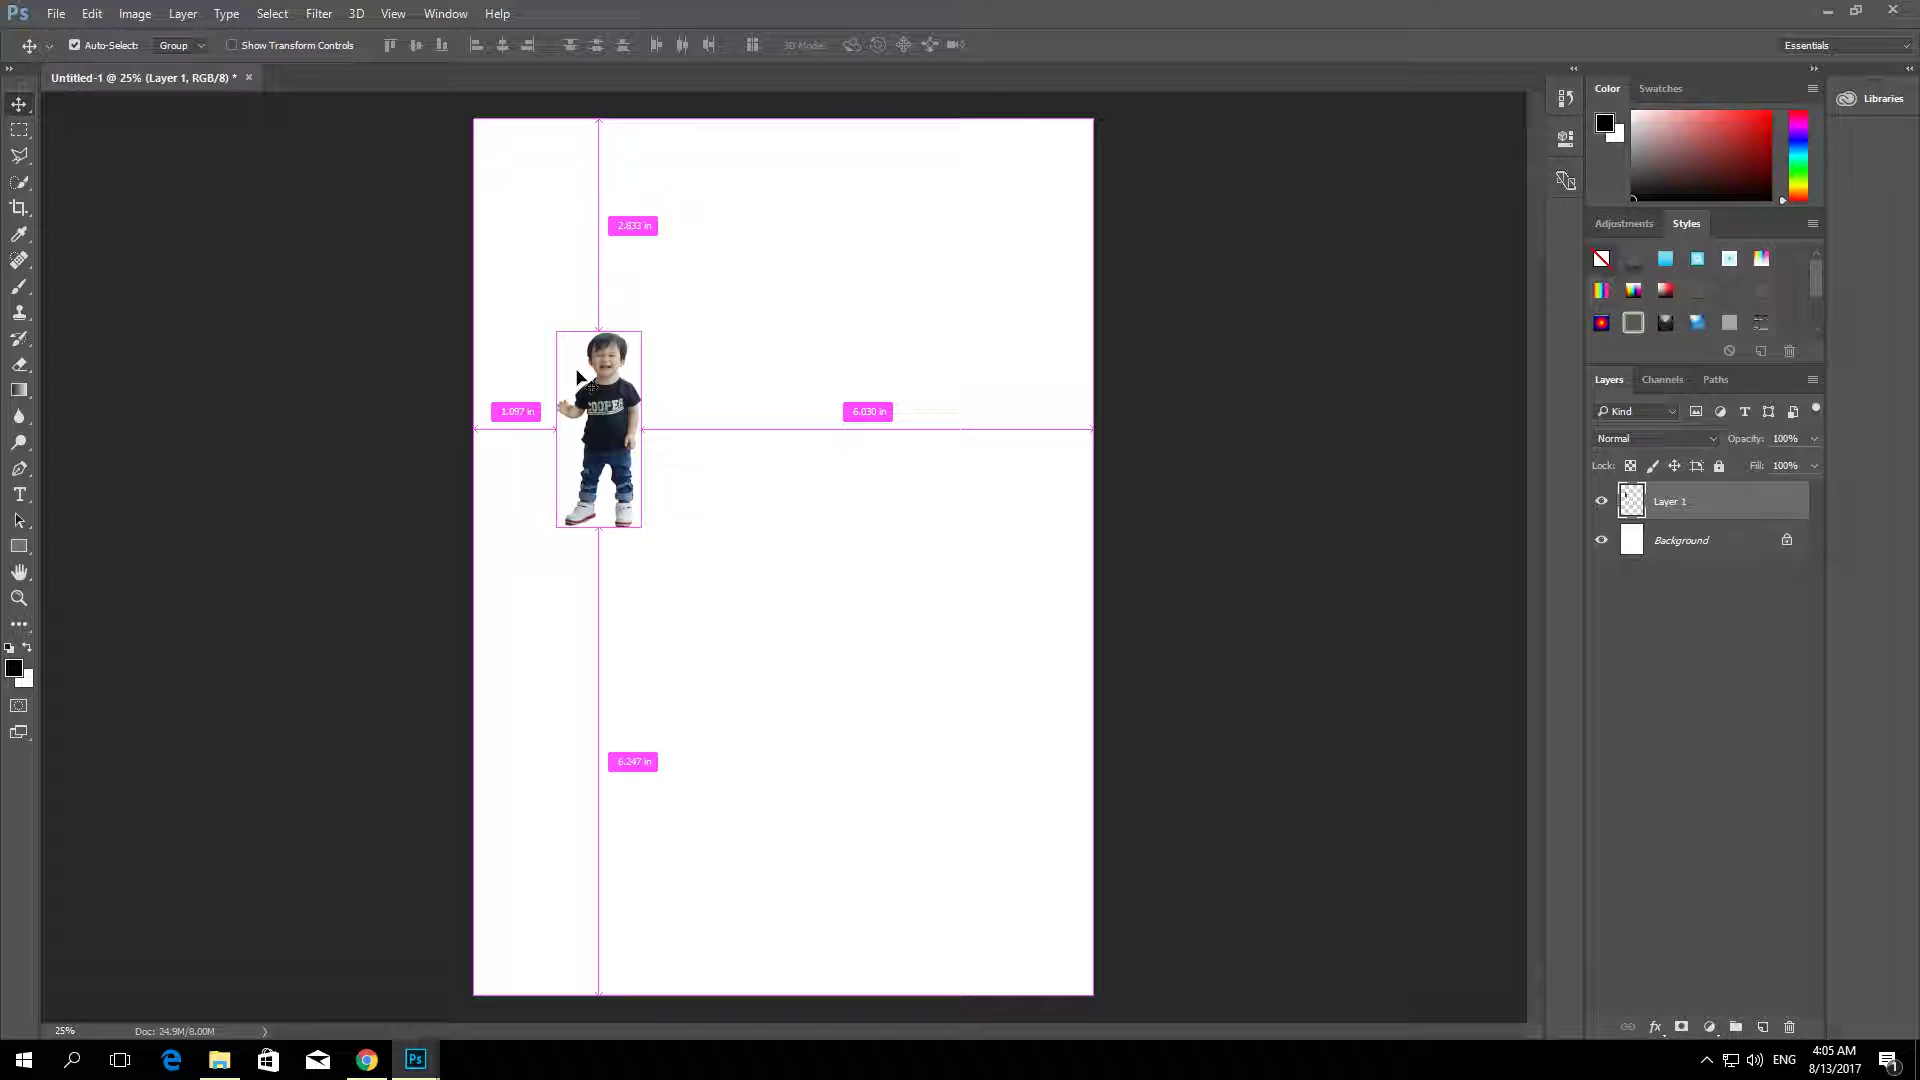 Ps File Edit Image Layer Type Select Filter 3D View Window Help
Auto-Select: Group Show Transform Controls 3D Mode: Essentials
Untitled-1 @ 25% (Layer 1, RGB/8) * ×
Color Swatches
Libraries
2.833 in
Adjustments Styles
Layers Channels Paths
1.097 in
6.030 in
COOPER
Kind
Normal Opacity: 100%
Lock: Fill: 100%
Layer 1
Background
6.247 in
25% Doc: 24.9M/8.00M
Ps
ENG
4:05 AM
8/13/2017
1